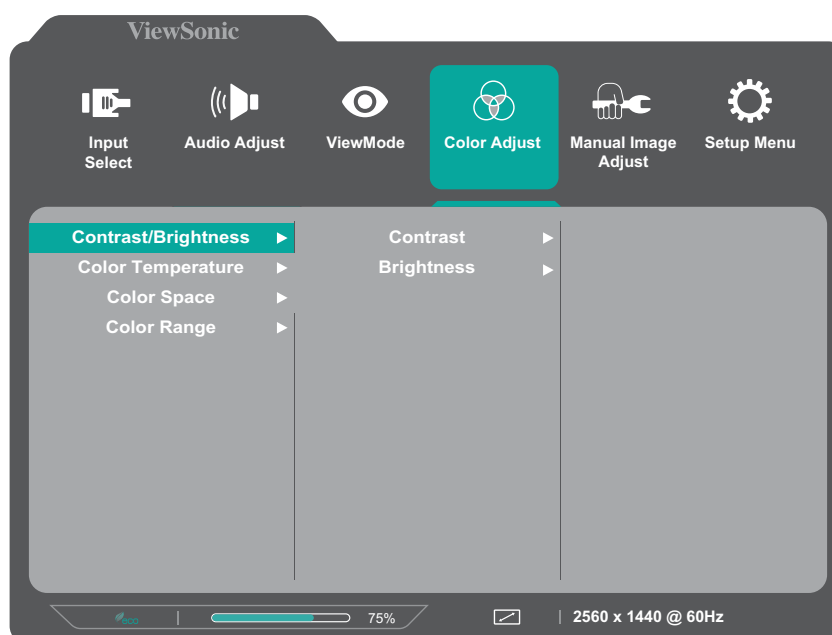 ViewSonic
Input
Select
Audio Adjust
ViewMode
Color Adjust
Manual Image
Adjust
Setup Menu
Contrast/Brightness
Color Temperature
Color Space
Color Range
Contrast
Brightness
eco
75%
2560 x 1440 @ 60Hz